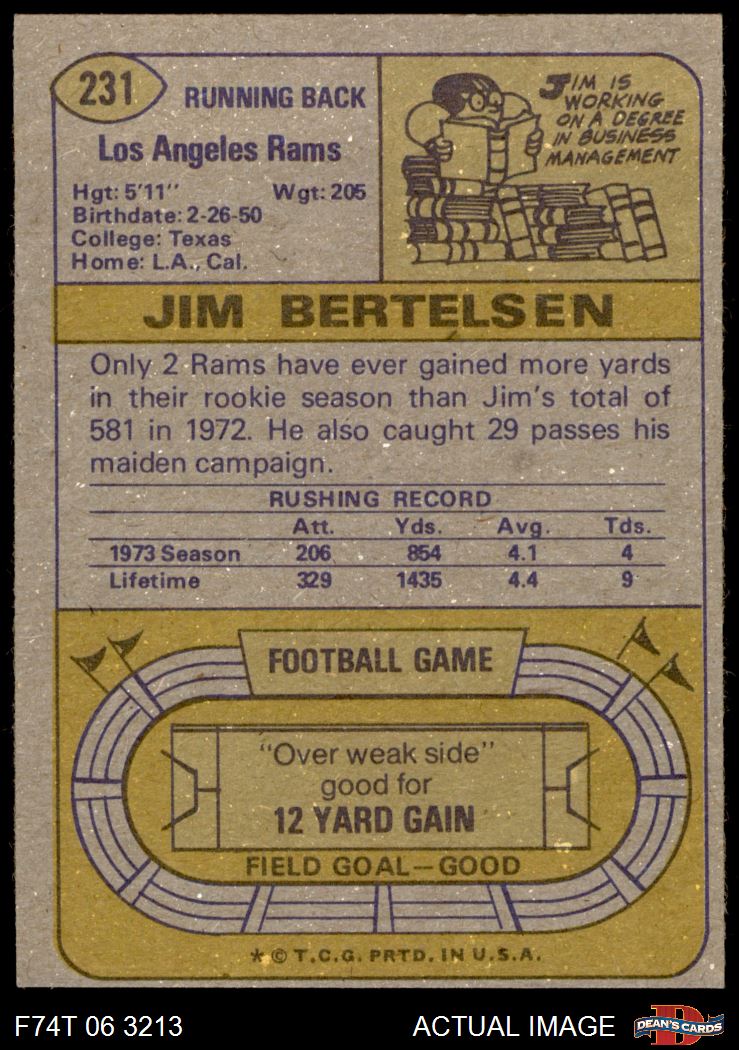 231
RUNNING BACK
Los Angeles Rams
Hgt: 5'11" Wgt: 205
Birthdate: 2-26-50
College: Texas
Home: L.A., Cal.
JIM IS
WORKING
ON A DEGREE
IN BUSINESS
MANAGEMENT
JIM BERTELSEN
Only 2 Rams have ever gained more yards
in their rookie season than Jim's total of
581 in 1972. He also caught 29 passes his
maiden campaign.
RUSHING RECORD
Att. Yds. Avg. Tds.
1973 Season 206 854 4.1 4
Lifetime 329 1435 4.4 9
FOOTBALL GAME
"Over weak side"
good for
12 YARD GAIN
FIELD GOAL—GOOD
* © T.C.G. PRTD. IN U.S.A.
F74T 06 3213 ACTUAL IMAGE
D
DEAN'S CARDS